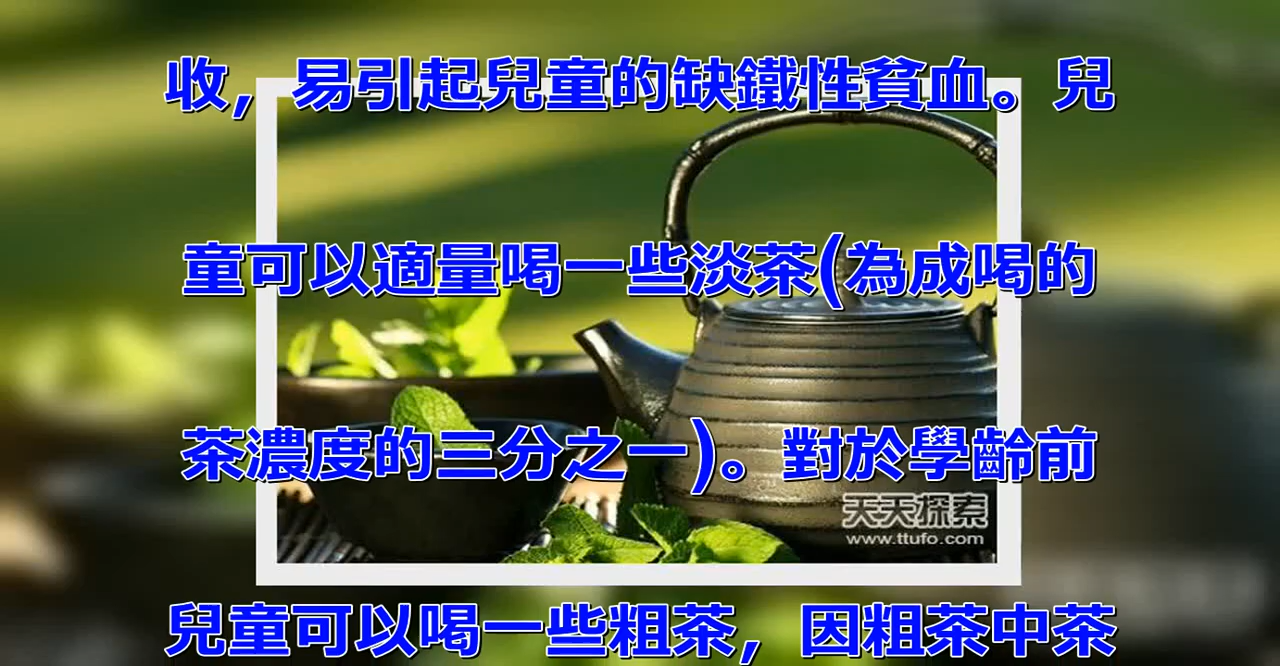 收，易引起兒童的缺鐵性貧血。兒
童可以適量喝一些淡茶(為成喝的
茶濃度的三分之一)。對於學齡前
天天探索
www.ttufo.com
兒童可以喝一些粗茶，因粗茶中茶